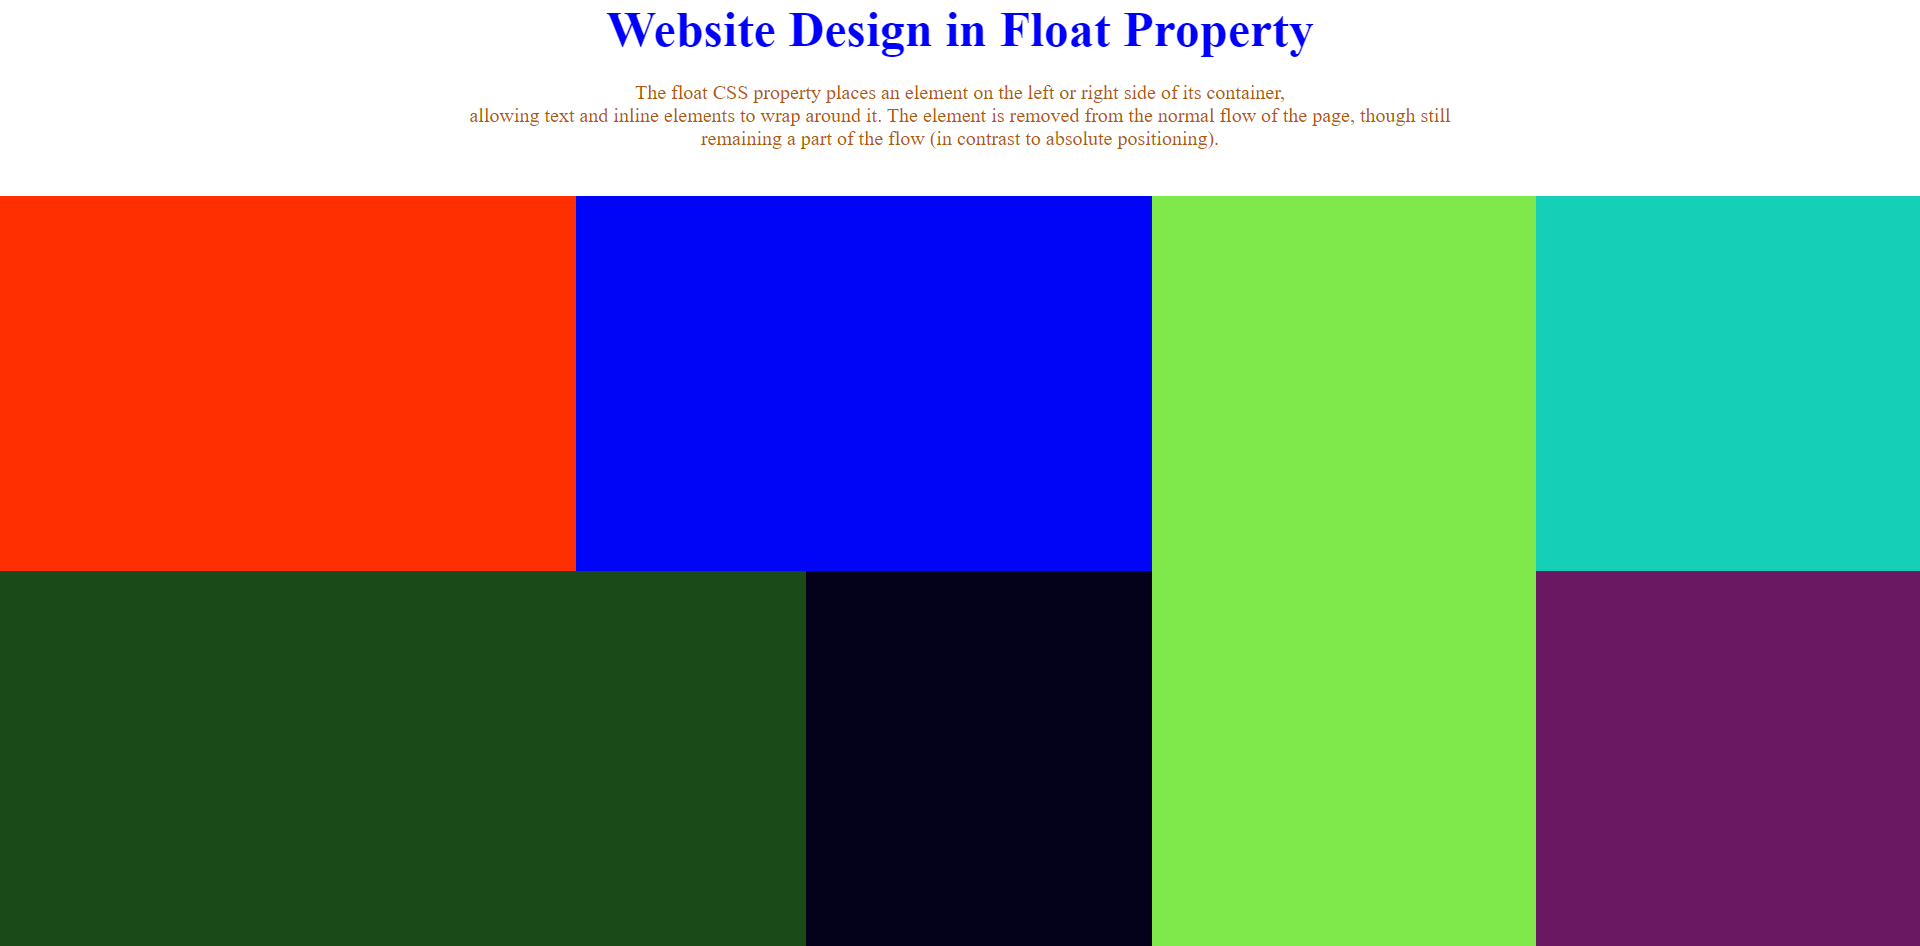 Website Design in Float Property
The float CSS property places an element on the left or right side of its container,
allowing text and inline elements to wrap around it. The element is removed from the normal flow of the page, though still
remaining a part of the flow (in contrast to absolute positioning).